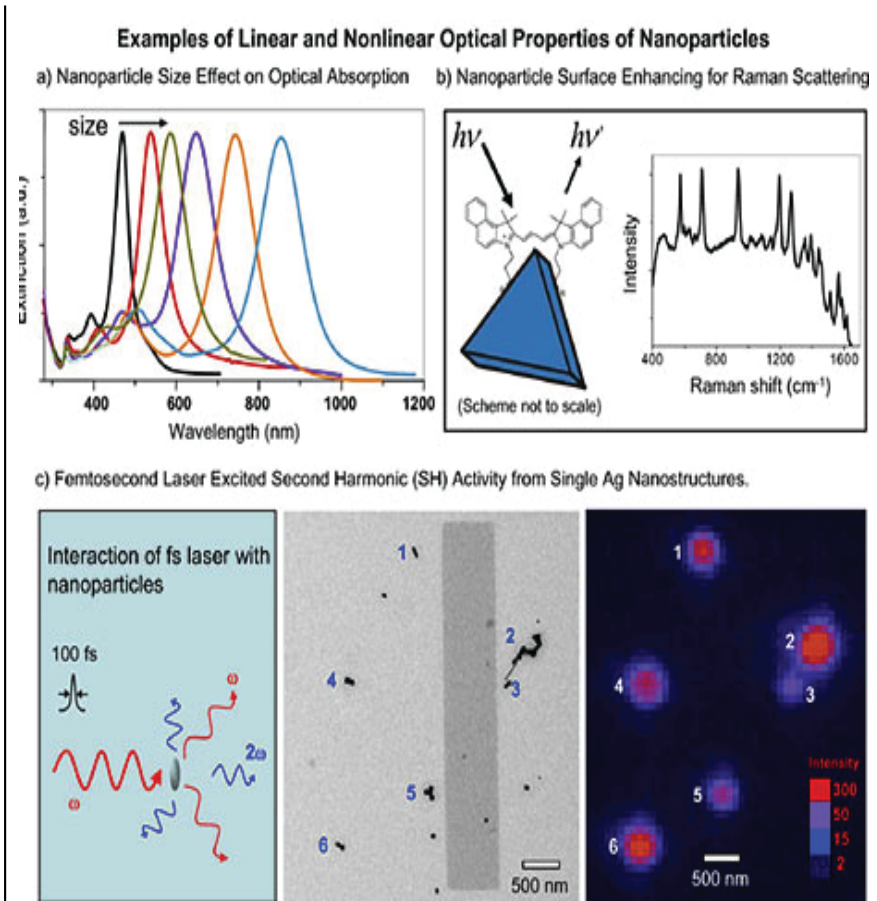 Examples of Linear and Nonlinear Optical Properties of Nanoparticles
a) Nanoparticle Size Effect on Optical Absorption
size
Extinction (a.u.)
400 600 800 1000 1200
Wavelength (nm)
b) Nanoparticle Surface Enhancing for Raman Scattering
hν hν'
(Scheme not to scale)
Intensity
400 800 1200 1600
Raman shift (cm⁻¹)
c) Femtosecond Laser Excited Second Harmonic (SH) Activity from Single Ag Nanostructures.
Interaction of fs laser with
nanoparticles
100 fs
ω
2ω
ω
1
2
3
4
5
6
500 nm
1
2
3
4
5
6
500 nm
Intensity
300
50
15
2